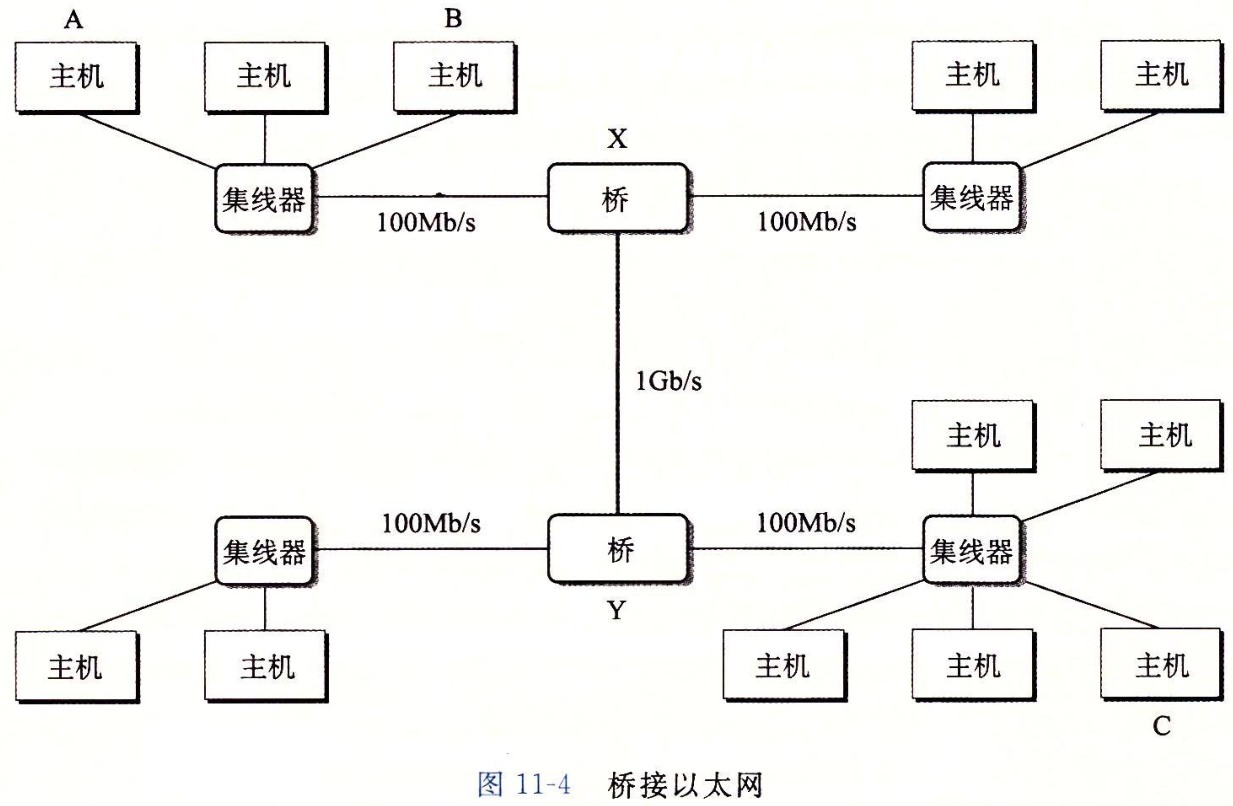 A
B
主机
主机
主机
主机
主机
X
集线器
桥
集线器
100Mb/s
100Mb/s
1Gb/s
主机
主机
100Mb/s
100Mb/s
集线器
桥
集线器
Y
主机
主机
主机
主机
主机
C
图 11-4 桥接以太网